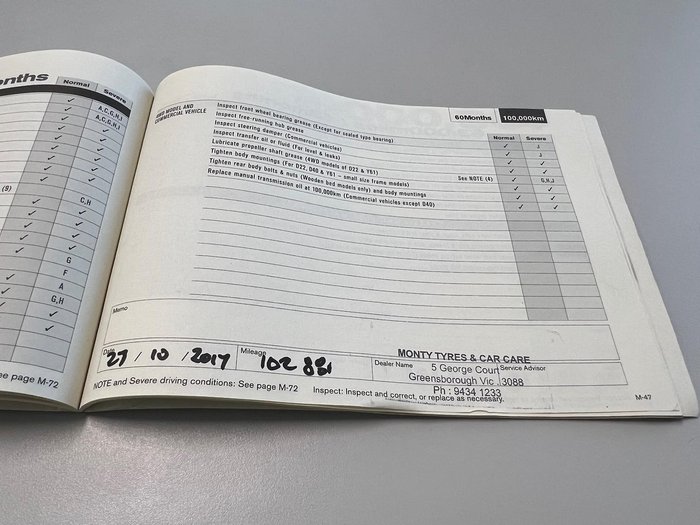 onths
Normal
Severe
A,C,G,H,J
A,C,G,H,J
J
(8)
C,H
G
F
A
G,H
See page M-72
60Months
100,000km
4WD MODEL AND
COMMERCIAL VEHICLE
Normal
Severe
Inspect front wheel bearing grease (Except for sealed type bearing)
J
Inspect free-running hub grease
J
Inspect steering damper (Commercial vehicles)
Inspect transfer oil or fluid (For level & leaks)
Lubricate propeller shaft grease (4WD models of D22 & Y61)
See NOTE (4)
G,H,J
Tighten body mountings (For D22, D40 & Y61 – small size frame models)
Tighten rear body bolts & nuts (Wooden bed models only) and body mountings
Replace manual transmission oil at 100,000km (Commercial vehicles except D40)
Memo
Date
27 / 10 / 2017
Mileage
102 851
Dealer Name
MONTY TYRES & CAR CARE
5 George Court
Greensborough Vic 3088
Ph : 9434 1233
Service Advisor
NOTE and Severe driving conditions: See page M-72
Inspect: Inspect and correct, or replace as necessary.
M-47